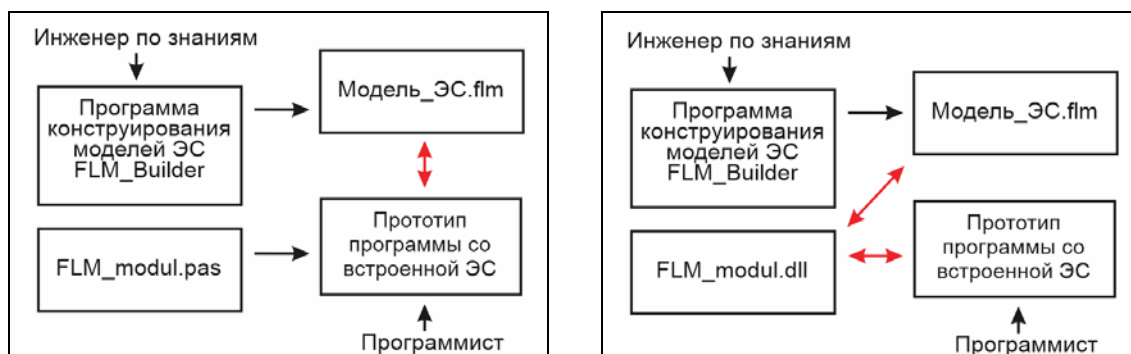 Инженер по знаниям
Программа
конструирования
моделей ЭС
FLM_Builder
Модель_ЭС.flm
FLM_modul.pas
Прототип
программы со
встроенной ЭС
Программист
Инженер по знаниям
Программа
конструирования
моделей ЭС
FLM_Builder
Модель_ЭС.flm
FLM_modul.dll
Прототип
программы со
встроенной ЭС
Программист